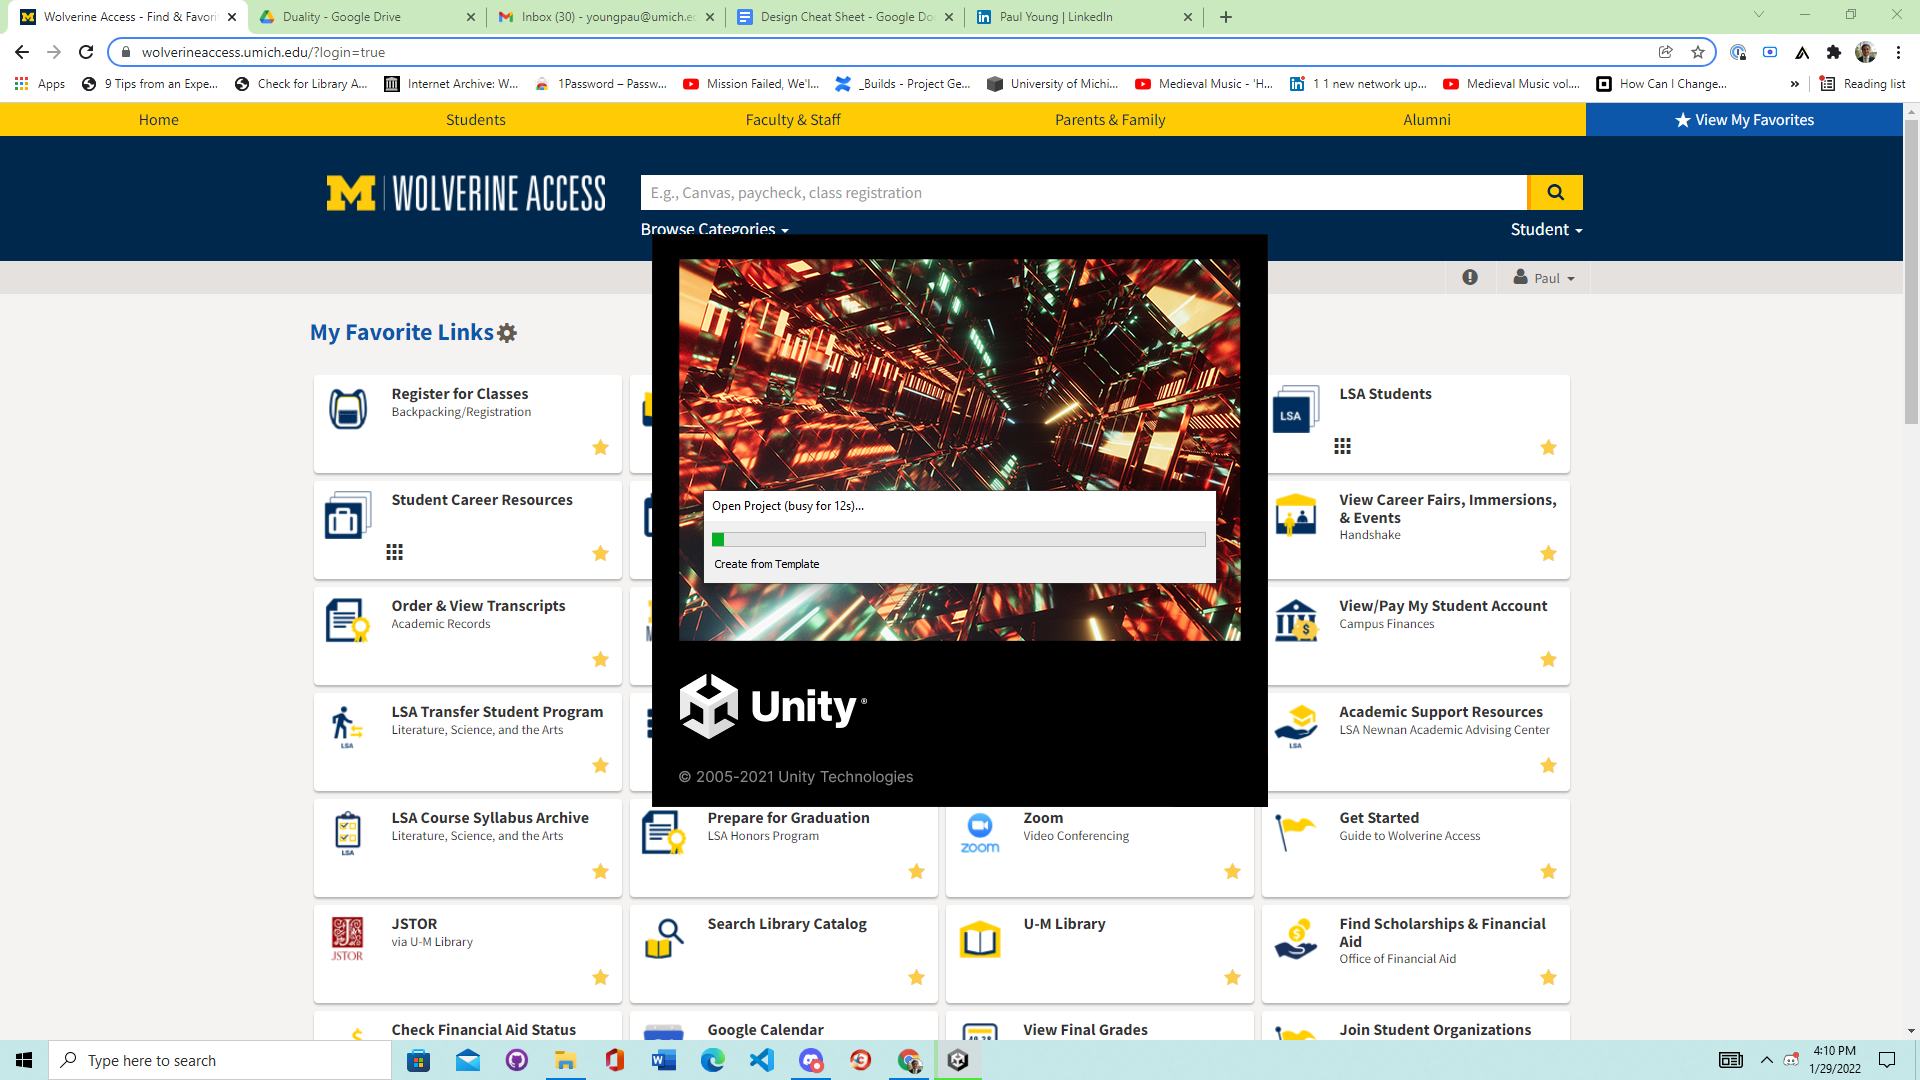 Wolverine Access - Find & Favori
Duality - Google Drive
Inbox (30) - youngpau@umich.ed
Design Cheat Sheet - Google Do
Paul Young | LinkedIn
wolverineaccess.umich.edu/?login=true
Apps
9 Tips from an Expe...
Check for Library A...
Internet Archive: W...
1Password – Passw...
Mission Failed, We'l...
_Builds - Project Ge...
University of Michi...
Medieval Music - 'H...
1 1 new network up...
Medieval Music vol....
How Can I Change...
»
Reading list
Home
Students
Faculty & Staff
Parents & Family
Alumni
View My Favorites
M | WOLVERINE ACCESS
E.g., Canvas, paycheck, class registration
Browse Categories
Student
Paul
My Favorite Links
Register for Classes
Backpacking/Registration
LSA
LSA Students
Student Career Resources
View Career Fairs, Immersions,
& Events
Handshake
Open Project (busy for 12s)...
Create from Template
Order & View Transcripts
Academic Records
View/Pay My Student Account
Campus Finances
LSA Transfer Student Program
Literature, Science, and the Arts
LSA
Unity®
© 2005-2021 Unity Technologies
Academic Support Resources
LSA Newnan Academic Advising Center
LSA
LSA Course Syllabus Archive
Literature, Science, and the Arts
LSA
Prepare for Graduation
LSA Honors Program
Zoom
Video Conferencing
zoom
Get Started
Guide to Wolverine Access
JSTOR
via U-M Library
JSTOR
Search Library Catalog
U-M Library
Find Scholarships & Financial
Aid
Office of Financial Aid
Check Financial Aid Status
Google Calendar
View Final Grades
Join Student Organizations
Type here to search
4:10 PM
1/29/2022